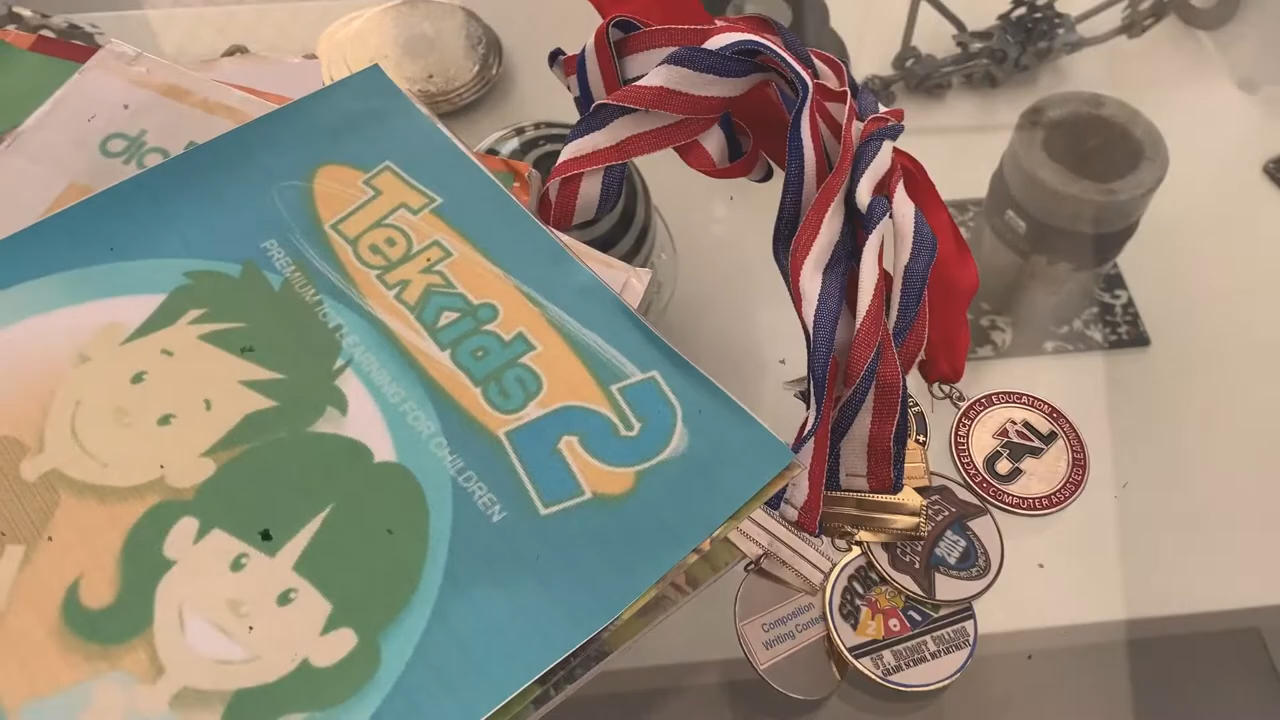 Tekids
2
PREMIUM ICT LEARNING FOR CHILDREN
EXCELLENCE in ICT EDUCATION
CAL
COMPUTER ASSISTED LEARNING
2015
Composition
Writing Contest
ST. BRIDGET COLLEGE
GRADE SCHOOL DEPARTMENT